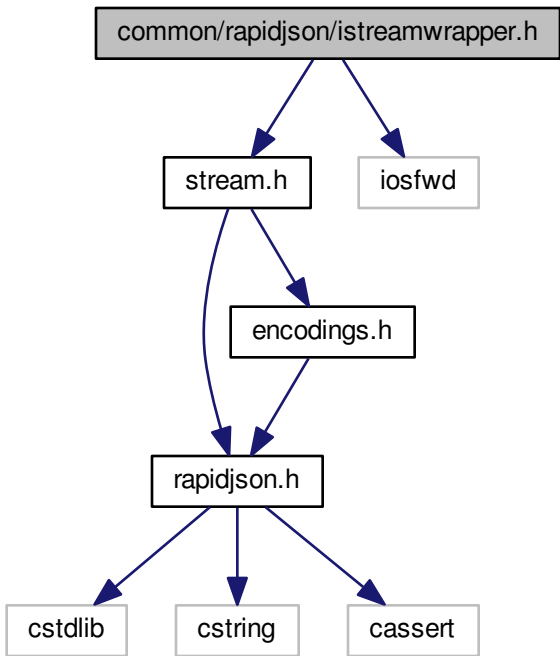 common/rapidjson/istreamwrapper.h
stream.h
iosfwd
encodings.h
rapidjson.h
cstdlib
cstring
cassert